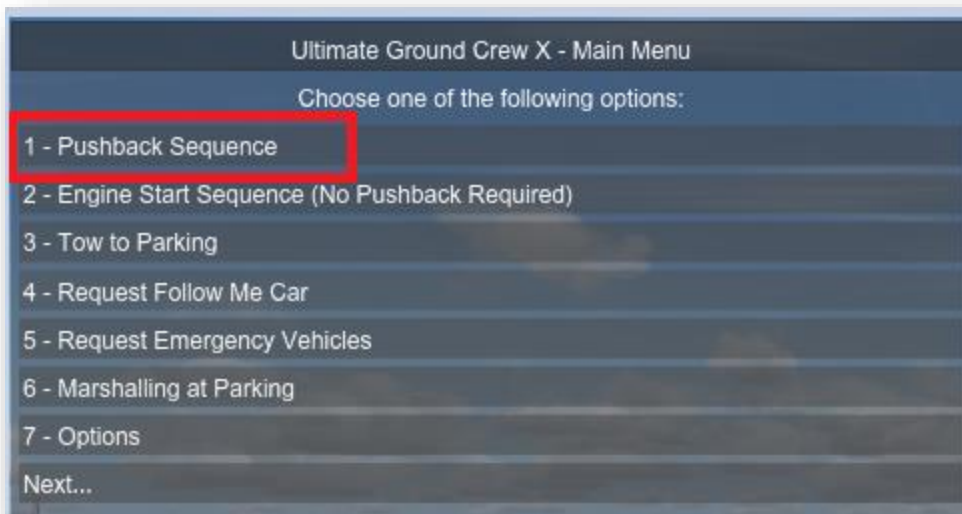 Ultimate Ground Crew X - Main Menu
Choose one of the following options:
1 - Pushback Sequence
2 - Engine Start Sequence (No Pushback Required)
3 - Tow to Parking
4 - Request Follow Me Car
5 - Request Emergency Vehicles
6 - Marshalling at Parking
7 - Options
Next...